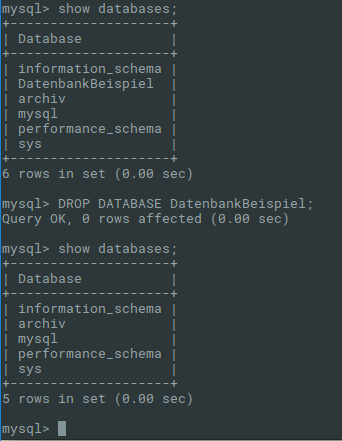 mysql> show databases;
+--------------------+
| Database           |
+--------------------+
| information_schema |
| DatenbankBeispiel  |
| archiv             |
| mysql              |
| performance_schema |
| sys                |
+--------------------+
6 rows in set (0.00 sec)
mysql> DROP DATABASE DatenbankBeispiel;
Query OK, 0 rows affected (0.00 sec)
mysql> show databases;
+--------------------+
| Database           |
+--------------------+
| information_schema |
| archiv             |
| mysql              |
| performance_schema |
| sys                |
+--------------------+
5 rows in set (0.00 sec)
mysql>